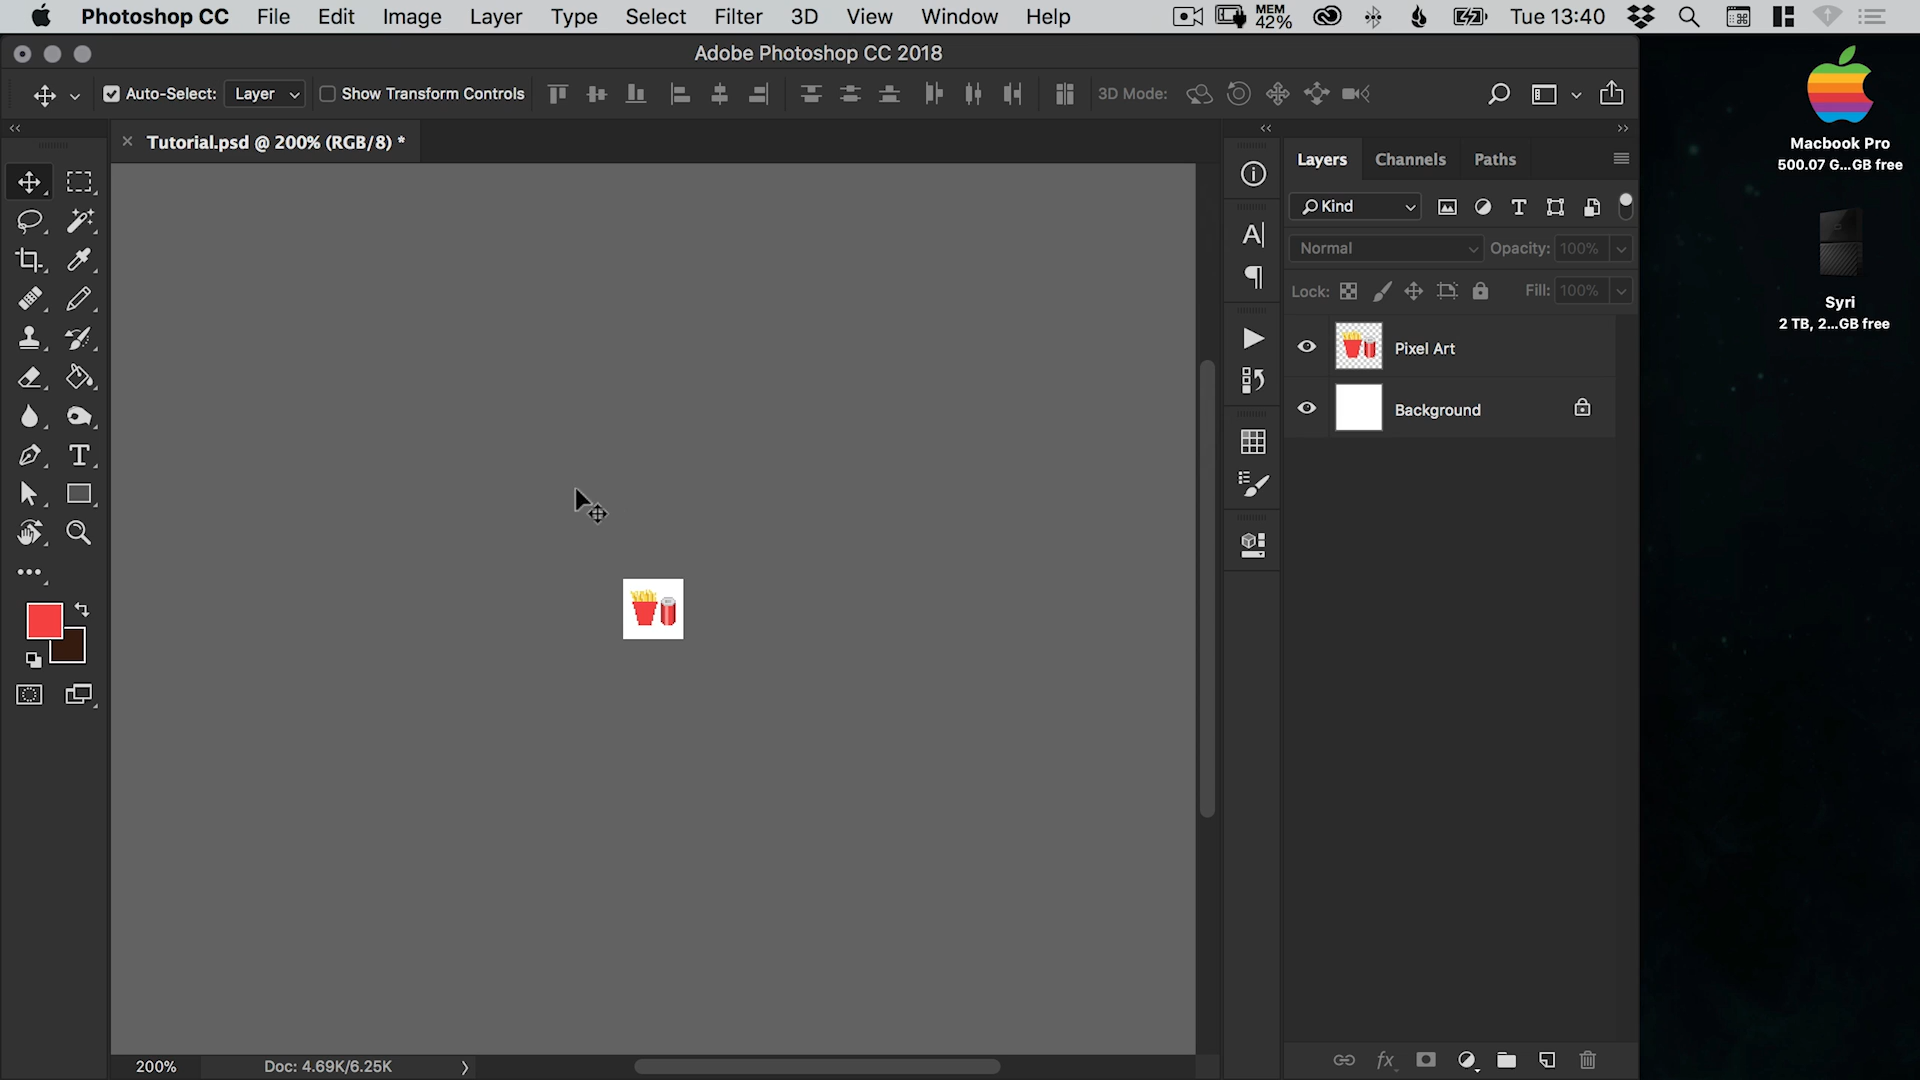 Photoshop CC File Edit Image Layer Type Select Filter 3D View Window Help MEM 42% Tue 13:40
Adobe Photoshop CC 2018
Auto-Select: Layer Show Transform Controls 3D Mode:
Tutorial.psd @ 200% (RGB/8) *
Layers Channels Paths
Kind
Normal Opacity: 100%
Lock: Fill: 100%
Pixel Art
Background
200% Doc: 4.69K/6.25K
Macbook Pro
500.07 G...GB free
Syri
2 TB, 2...GB free